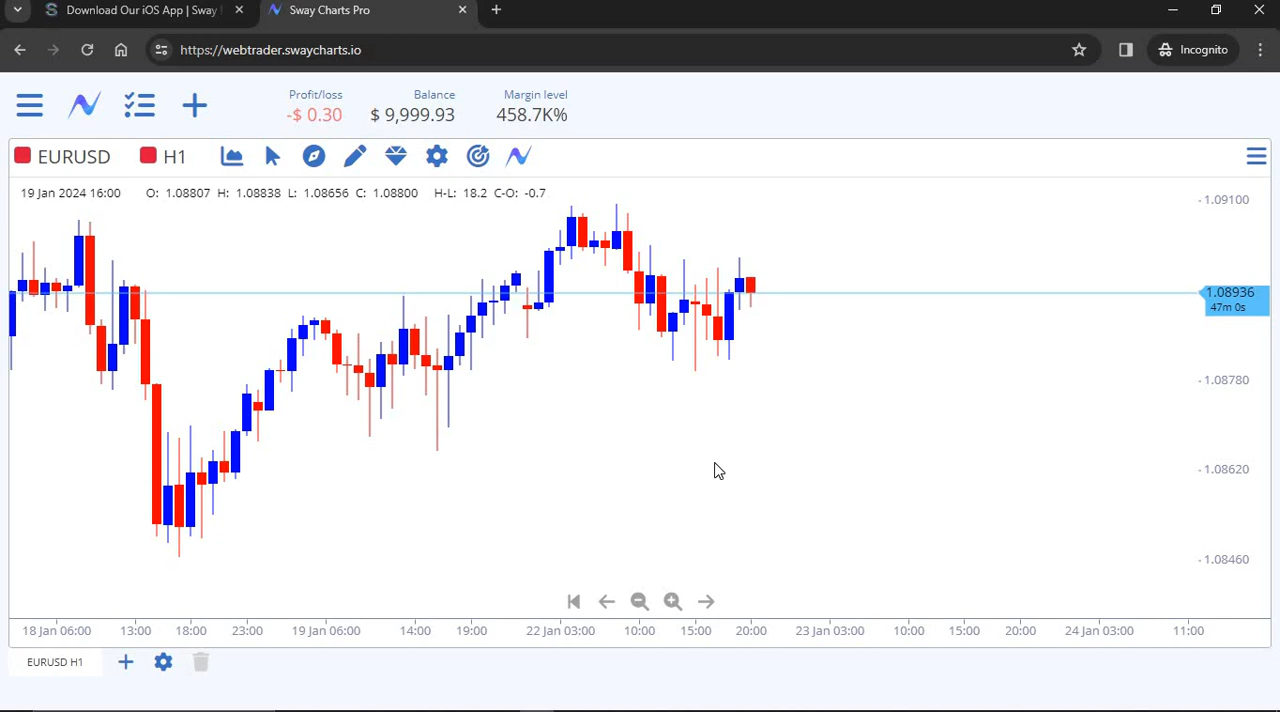 Download Our iOS App | Sway
Sway Charts Pro
https://webtrader.swaycharts.io
Incognito
Profit/loss Balance Margin level
-$ 0.30 $ 9,999.93 458.7K%
EURUSD H1
19 Jan 2024 16:00 O: 1.08807 H: 1.08838 L: 1.08656 C: 1.08800 H-L: 18.2 C-O: -0.7
1.09100
1.08936
47m 0s
1.08780
1.08620
1.08460
18 Jan 06:00 13:00 18:00 23:00 19 Jan 06:00 14:00 19:00 22 Jan 03:00 10:00 15:00 20:00 23 Jan 03:00 10:00 15:00 20:00 24 Jan 03:00 11:00
EURUSD H1